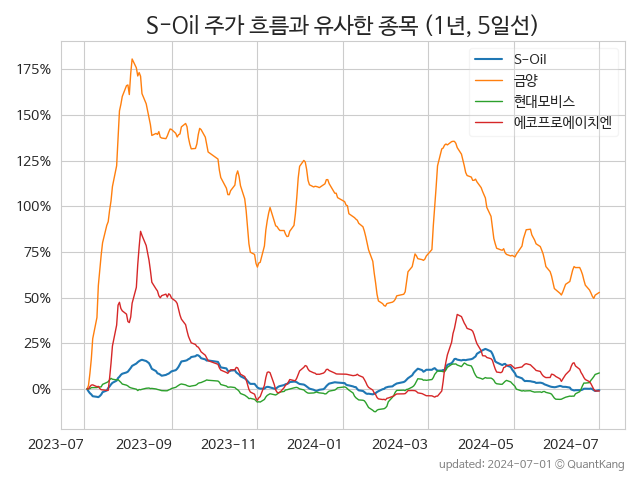 S-Oil 주가 흐름과 유사한 종목 (1년, 5일선)
S-Oil
금양
현대모비스
에코프로에이치엔
175%
150%
125%
100%
75%
50%
25%
0%
2023-07
2023-09
2023-11
2024-01
2024-03
2024-05
2024-07
updated: 2024-07-01 © QuantKang